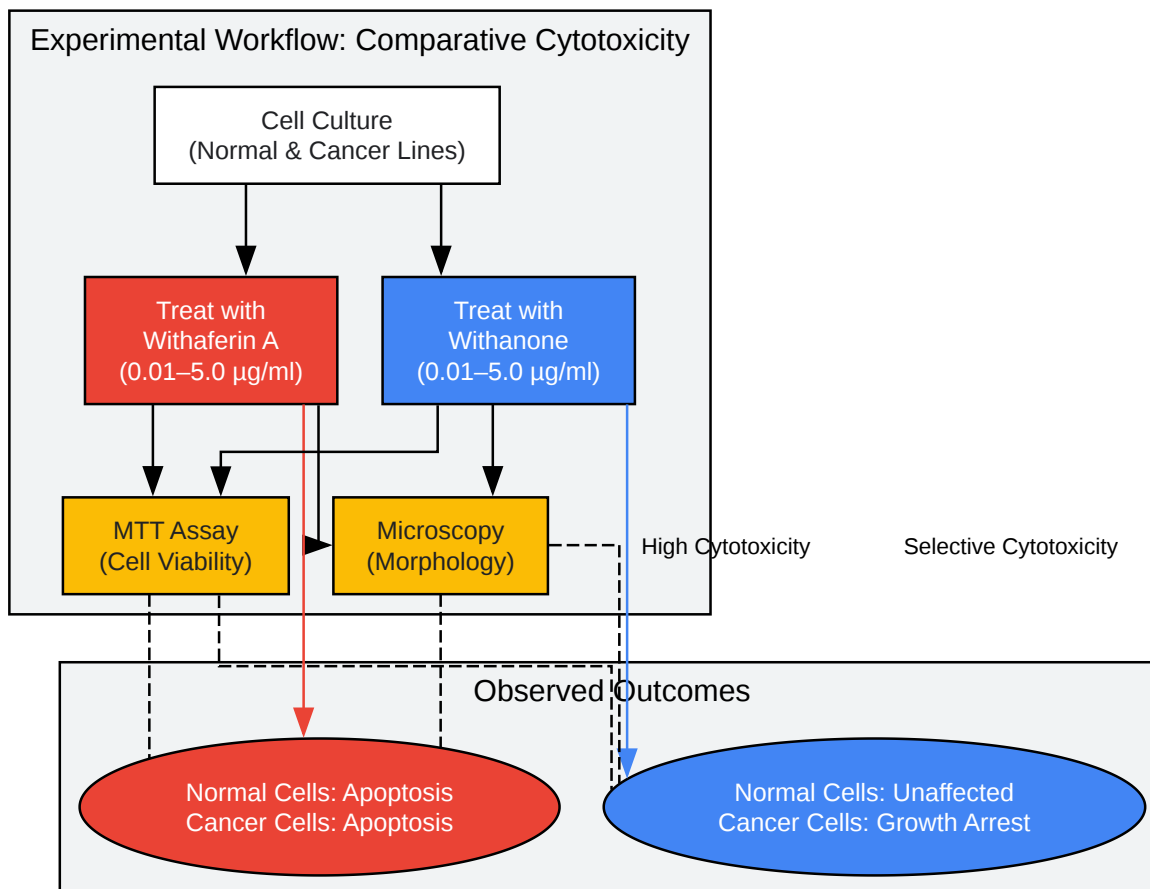 Experimental Workflow: Comparative Cytotoxicity
Cell Culture
(Normal & Cancer Lines)
Treat with
Withaferin A
(0.01–5.0 µg/ml)
Treat with
Withanone
(0.01–5.0 µg/ml)
MTT Assay
(Cell Viability)
Microscopy
(Morphology)
High Cytotoxicity
Selective Cytotoxicity
Observed Outcomes
Normal Cells: Apoptosis
Cancer Cells: Apoptosis
Normal Cells: Unaffected
Cancer Cells: Growth Arrest